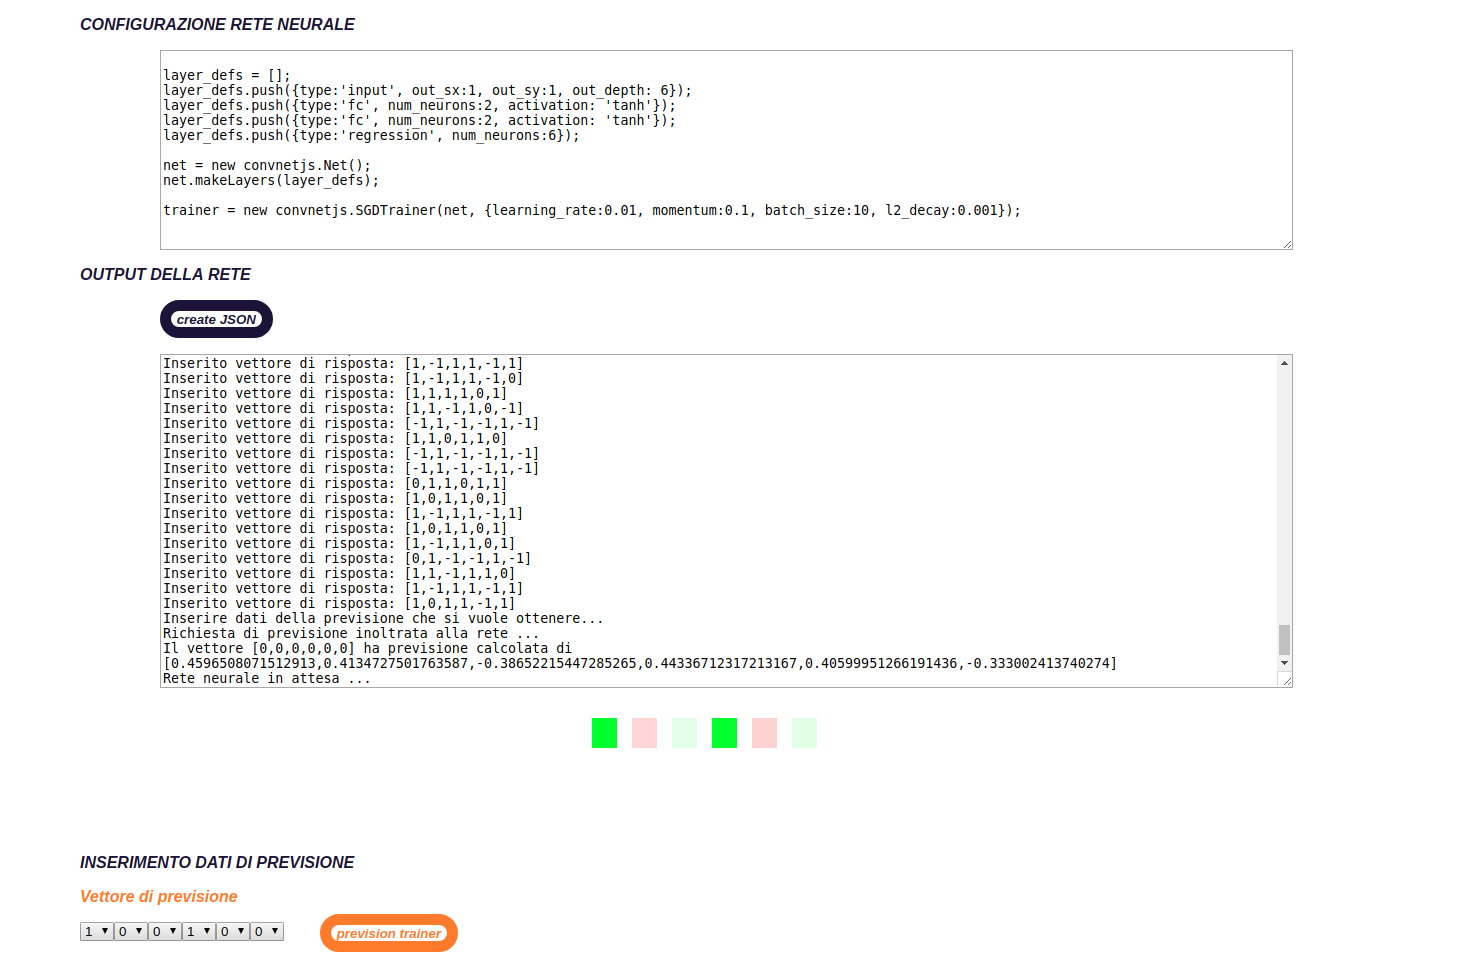 CONFIGURAZIONE RETE NEURALE
layer_defs = [];
layer_defs.push({type:'input', out_sx:1, out_sy:1, out_depth: 6});
layer_defs.push({type:'fc', num_neurons:2, activation: 'tanh'});
layer_defs.push({type:'fc', num_neurons:2, activation: 'tanh'});
layer_defs.push({type:'regression', num_neurons:6});
net = new convnetjs.Net();
net.makeLayers(layer_defs);
trainer = new convnetjs.SGDTrainer(net, {learning_rate:0.01, momentum:0.1, batch_size:10, l2_decay:0.001});
OUTPUT DELLA RETE
create JSON
Inserito vettore di risposta: [1,-1,1,1,-1,1]
Inserito vettore di risposta: [1,-1,1,1,-1,0]
Inserito vettore di risposta: [1,1,1,1,0,1]
Inserito vettore di risposta: [1,1,-1,1,0,-1]
Inserito vettore di risposta: [-1,1,-1,-1,1,-1]
Inserito vettore di risposta: [1,1,0,1,1,0]
Inserito vettore di risposta: [-1,1,-1,-1,1,-1]
Inserito vettore di risposta: [-1,1,-1,-1,1,-1]
Inserito vettore di risposta: [0,1,1,0,1,1]
Inserito vettore di risposta: [1,0,1,1,0,1]
Inserito vettore di risposta: [1,-1,1,1,-1,1]
Inserito vettore di risposta: [1,0,1,1,0,1]
Inserito vettore di risposta: [1,-1,1,1,0,1]
Inserito vettore di risposta: [0,1,-1,-1,1,-1]
Inserito vettore di risposta: [1,1,-1,1,1,0]
Inserito vettore di risposta: [1,-1,1,1,-1,1]
Inserito vettore di risposta: [1,0,1,1,-1,1]
Inserire dati della previsione che si vuole ottenere...
Richiesta di previsione inoltrata alla rete ...
Il vettore [0,0,0,0,0,0] ha previsione calcolata di
[0.4596508071512913,0.4134727501763587,-0.38652215447285265,0.44336712317213167,0.40599951266191436,-0.333002413740274]
Rete neurale in attesa ...
INSERIMENTO DATI DI PREVISIONE
Vettore di previsione
1 0 0 1 0 0 prevision trainer